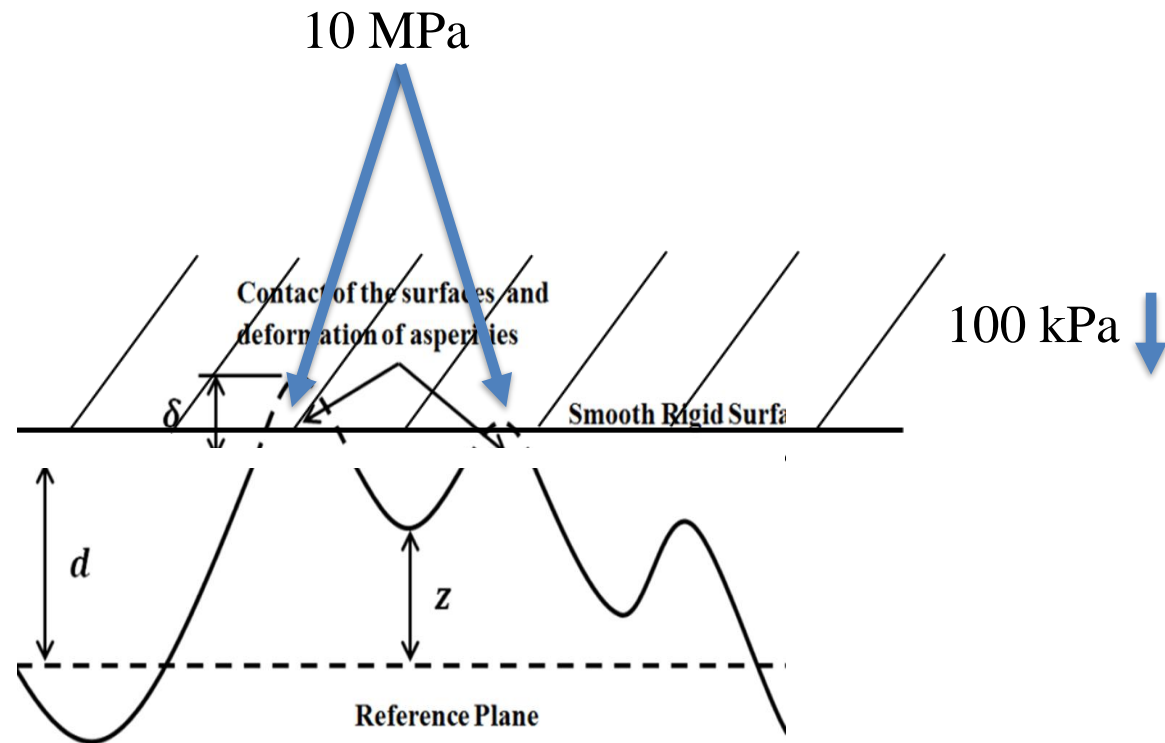 10 MPa
Contact of the surfaces and
deformation of asperities
100 kPa
δ
Smooth Rigid Surfa
d
z
Reference Plane